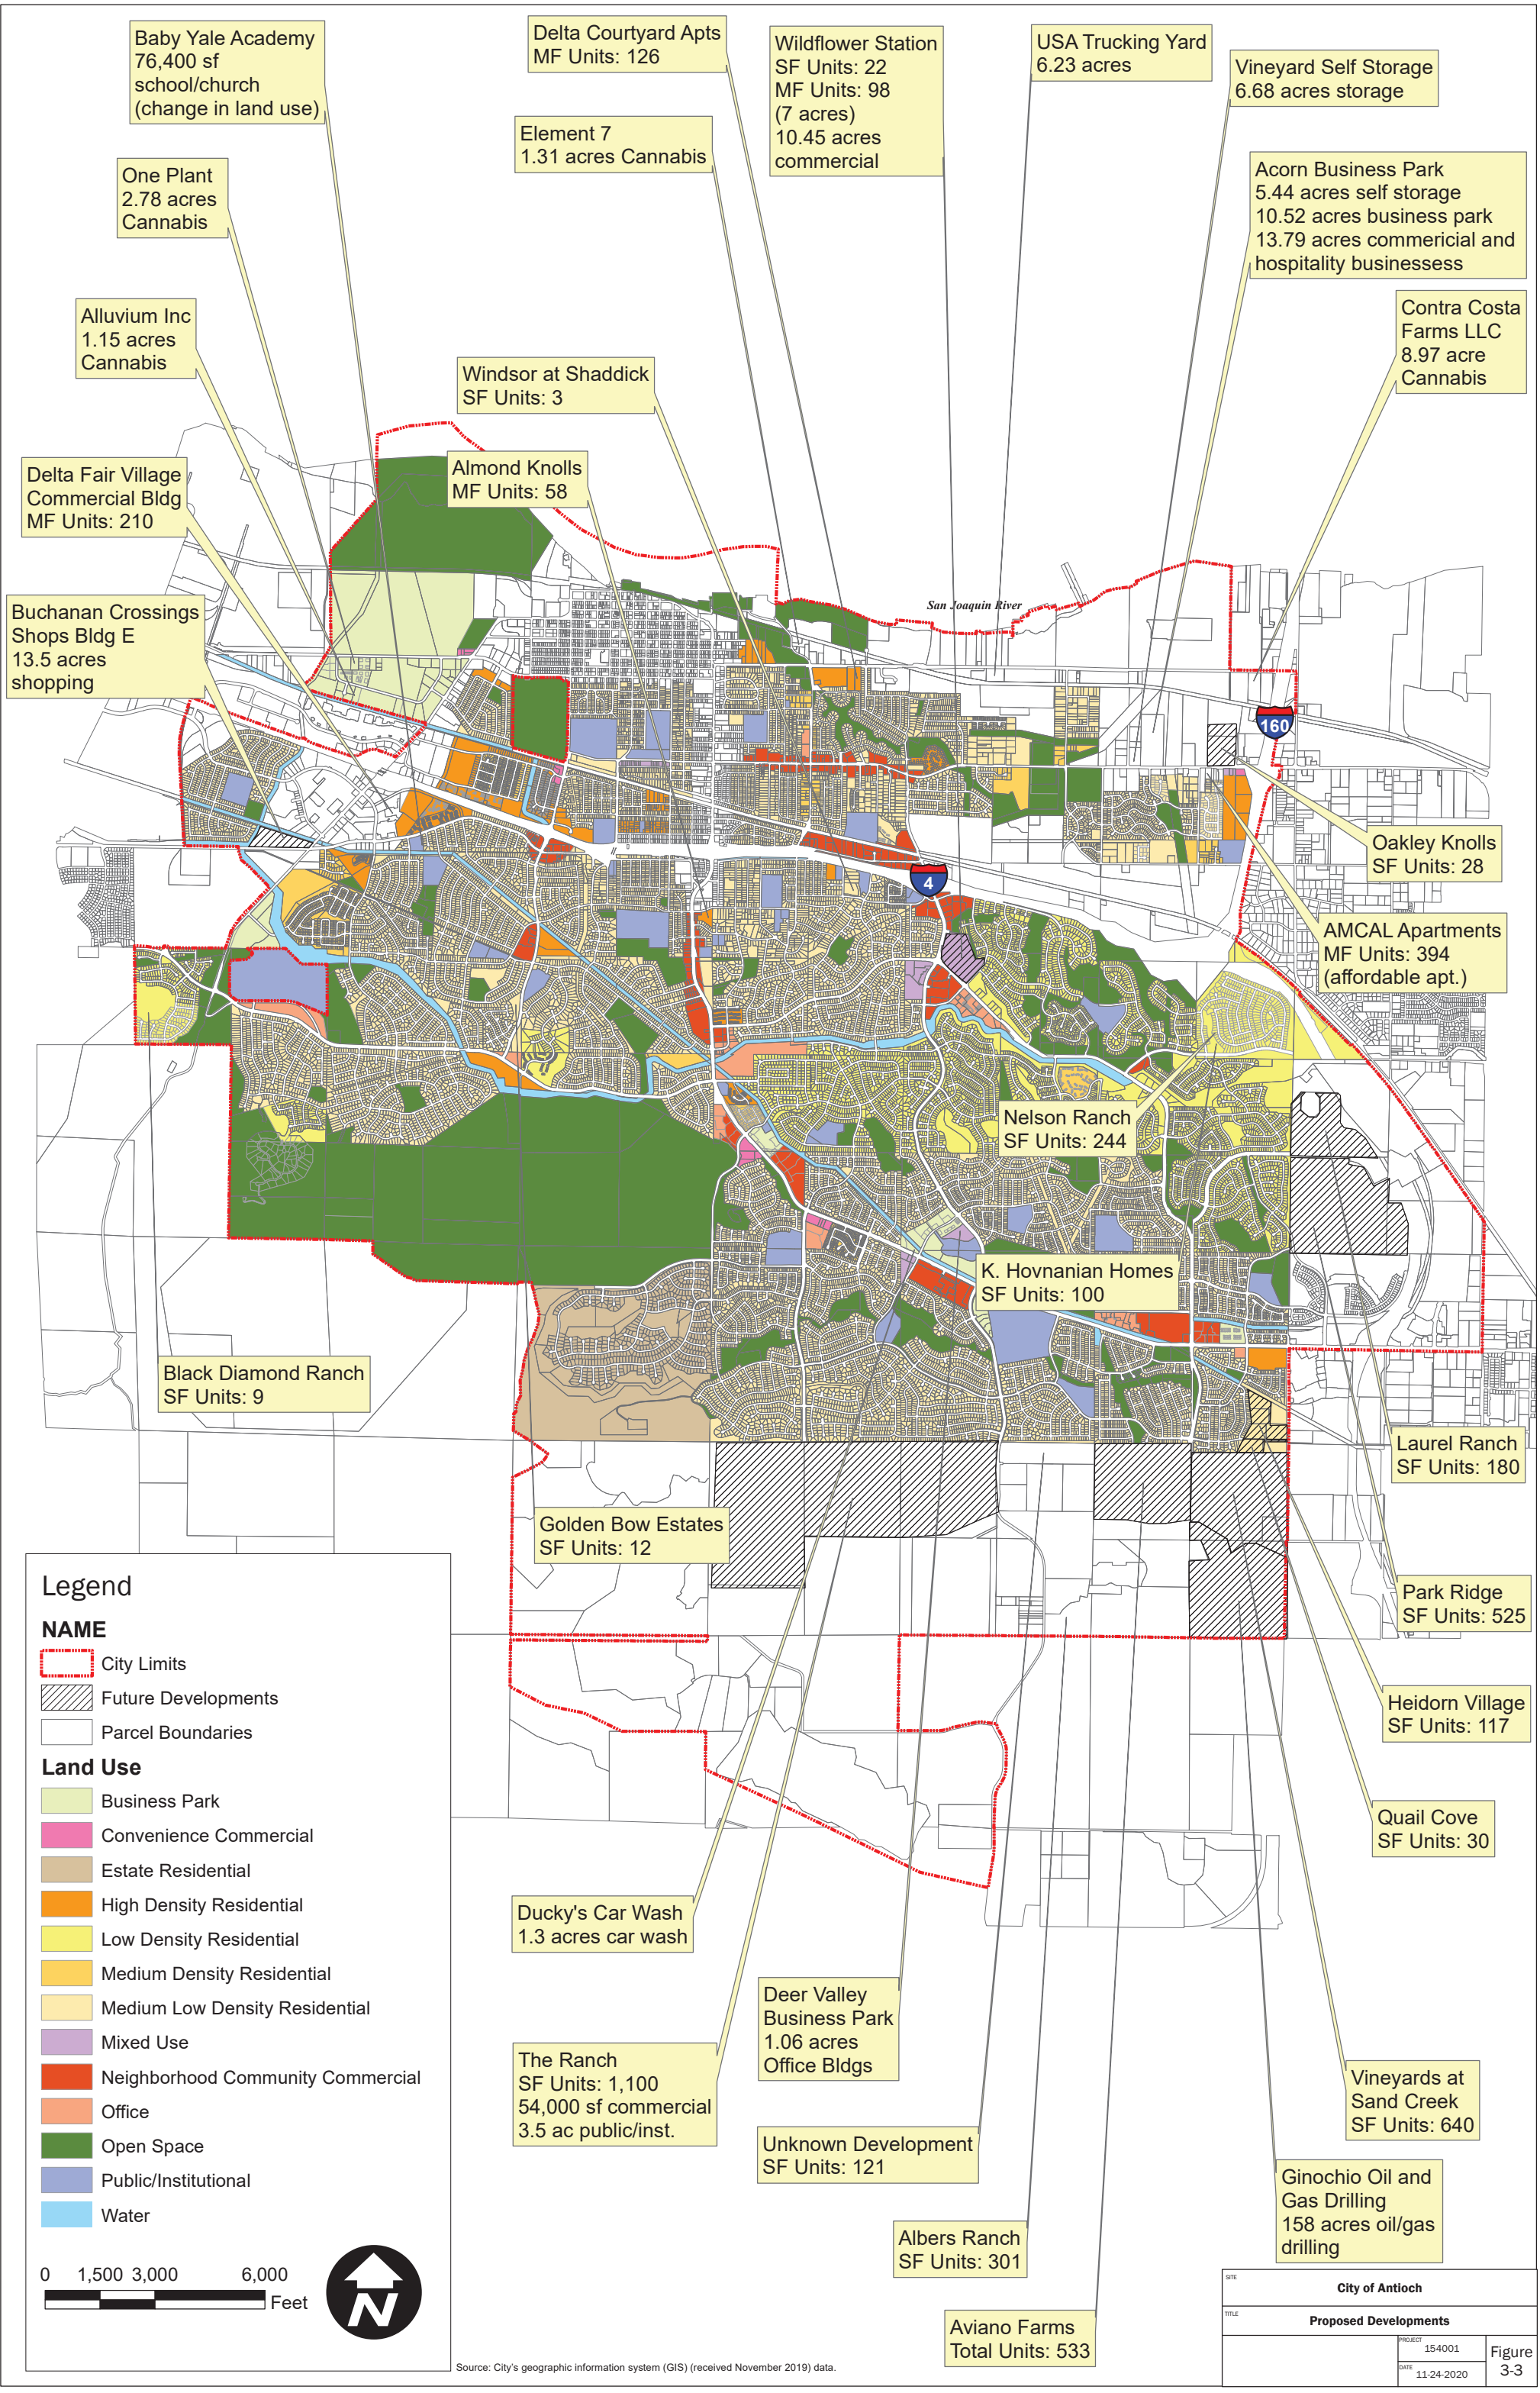 Baby Yale Academy
76,400 sf
school/church
(change in land use)
Delta Courtyard Apts
MF Units: 126
Wildflower Station
SF Units: 22
MF Units: 98
(7 acres)
10.45 acres
commercial
USA Trucking Yard
6.23 acres
Vineyard Self Storage
6.68 acres storage
Element 7
1.31 acres Cannabis
One Plant
2.78 acres
Cannabis
Acorn Business Park
5.44 acres self storage
10.52 acres business park
13.79 acres commericial and
hospitality businessess
Alluvium Inc
1.15 acres
Cannabis
Contra Costa
Farms LLC
8.97 acre
Cannabis
Windsor at Shaddick
SF Units: 3
Almond Knolls
MF Units: 58
Delta Fair Village
Commercial Bldg
MF Units: 210
Buchanan Crossings
Shops Bldg E
13.5 acres
shopping
San Joaquin River
160
4
Oakley Knolls
SF Units: 28
AMCAL Apartments
MF Units: 394
(affordable apt.)
Nelson Ranch
SF Units: 244
K. Hovnanian Homes
SF Units: 100
Black Diamond Ranch
SF Units: 9
Laurel Ranch
SF Units: 180
Golden Bow Estates
SF Units: 12
Park Ridge
SF Units: 525
Heidorn Village
SF Units: 117
Quail Cove
SF Units: 30
Ducky's Car Wash
1.3 acres car wash
Deer Valley
Business Park
1.06 acres
Office Bldgs
The Ranch
SF Units: 1,100
54,000 sf commercial
3.5 ac public/inst.
Unknown Development
SF Units: 121
Vineyards at
Sand Creek
SF Units: 640
Ginochio Oil and
Gas Drilling
158 acres oil/gas
drilling
Albers Ranch
SF Units: 301
Aviano Farms
Total Units: 533
Legend
NAME
City Limits
Future Developments
Parcel Boundaries
Land Use
Business Park
Convenience Commercial
Estate Residential
High Density Residential
Low Density Residential
Medium Density Residential
Medium Low Density Residential
Mixed Use
Neighborhood Community Commercial
Office
Open Space
Public/Institutional
Water
0 1,500 3,000 6,000
Feet
N
Source: City's geographic information system (GIS) (received November 2019) data.
SITE
City of Antioch
TITLE
Proposed Developments
PROJECT
154001
DATE
11-24-2020
Figure
3-3